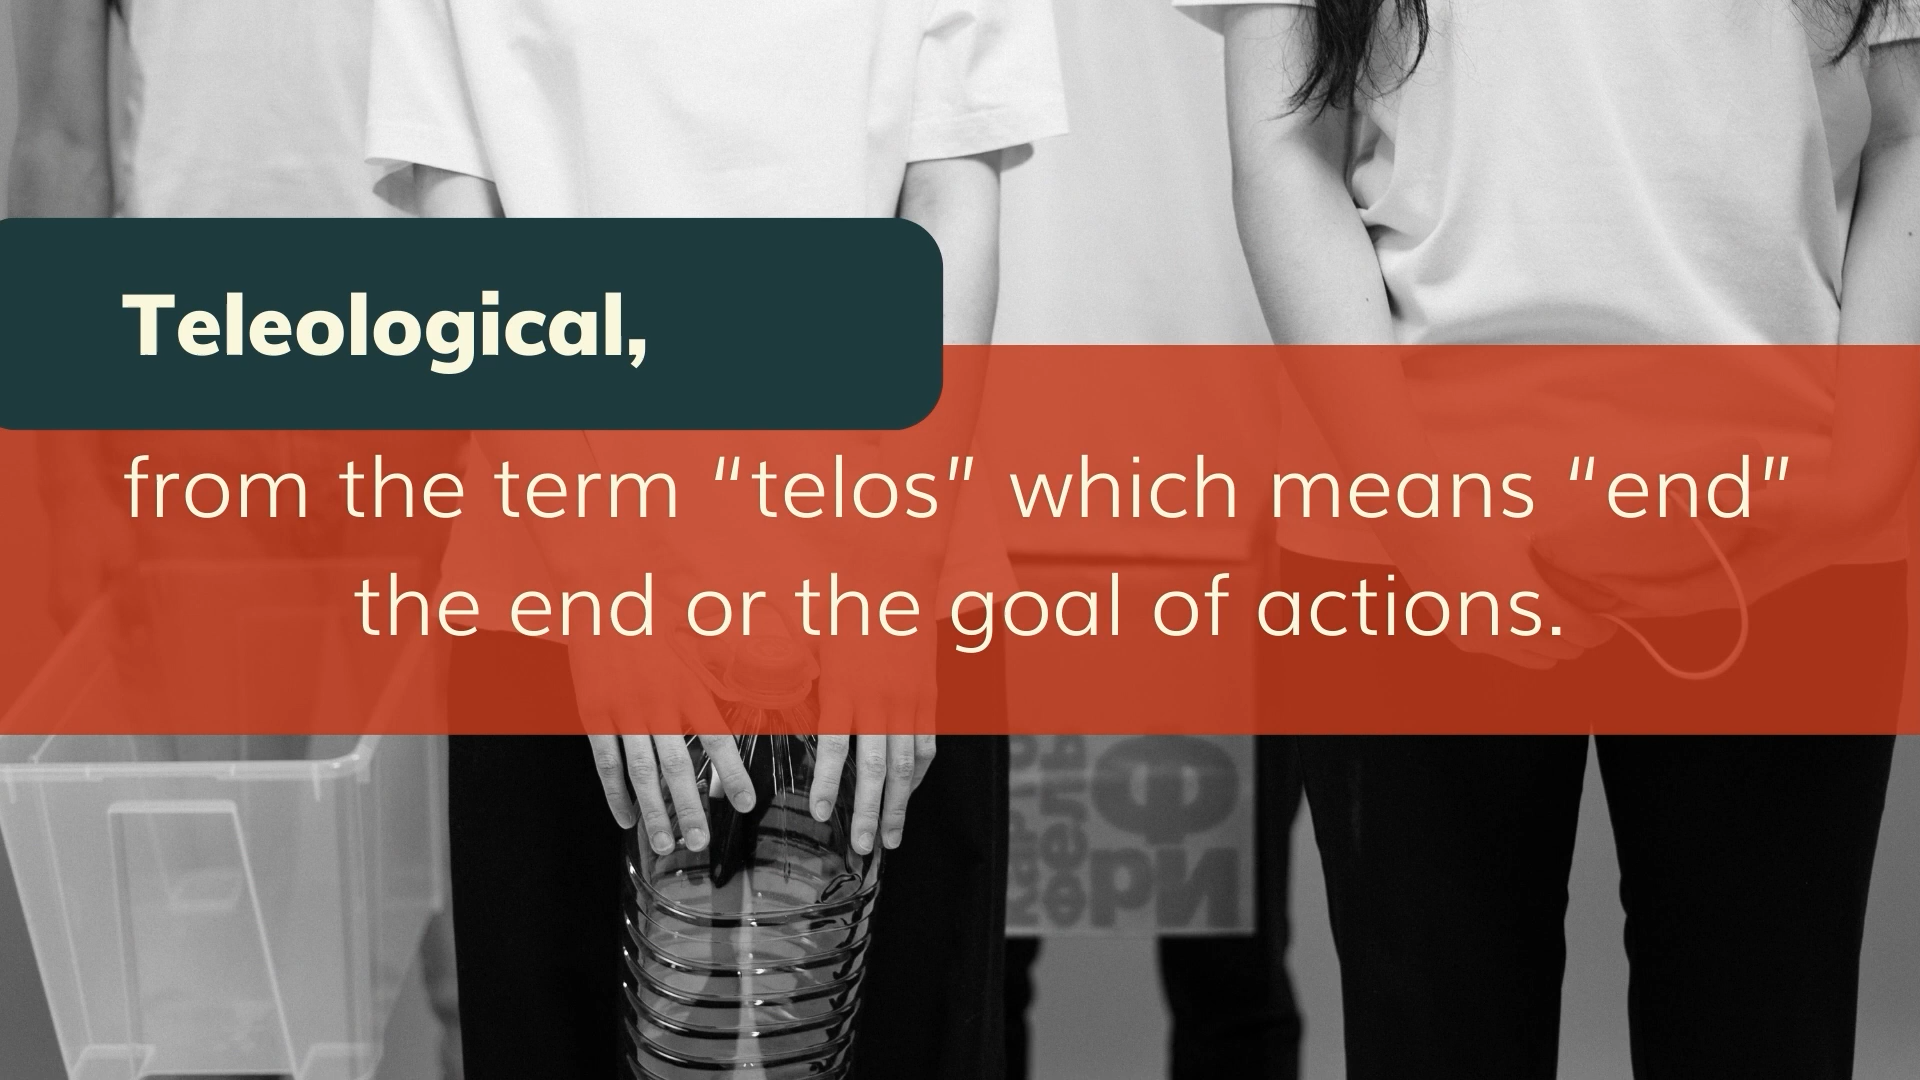 Teleological,
from the term “telos” which means “end”
the end or the goal of actions.